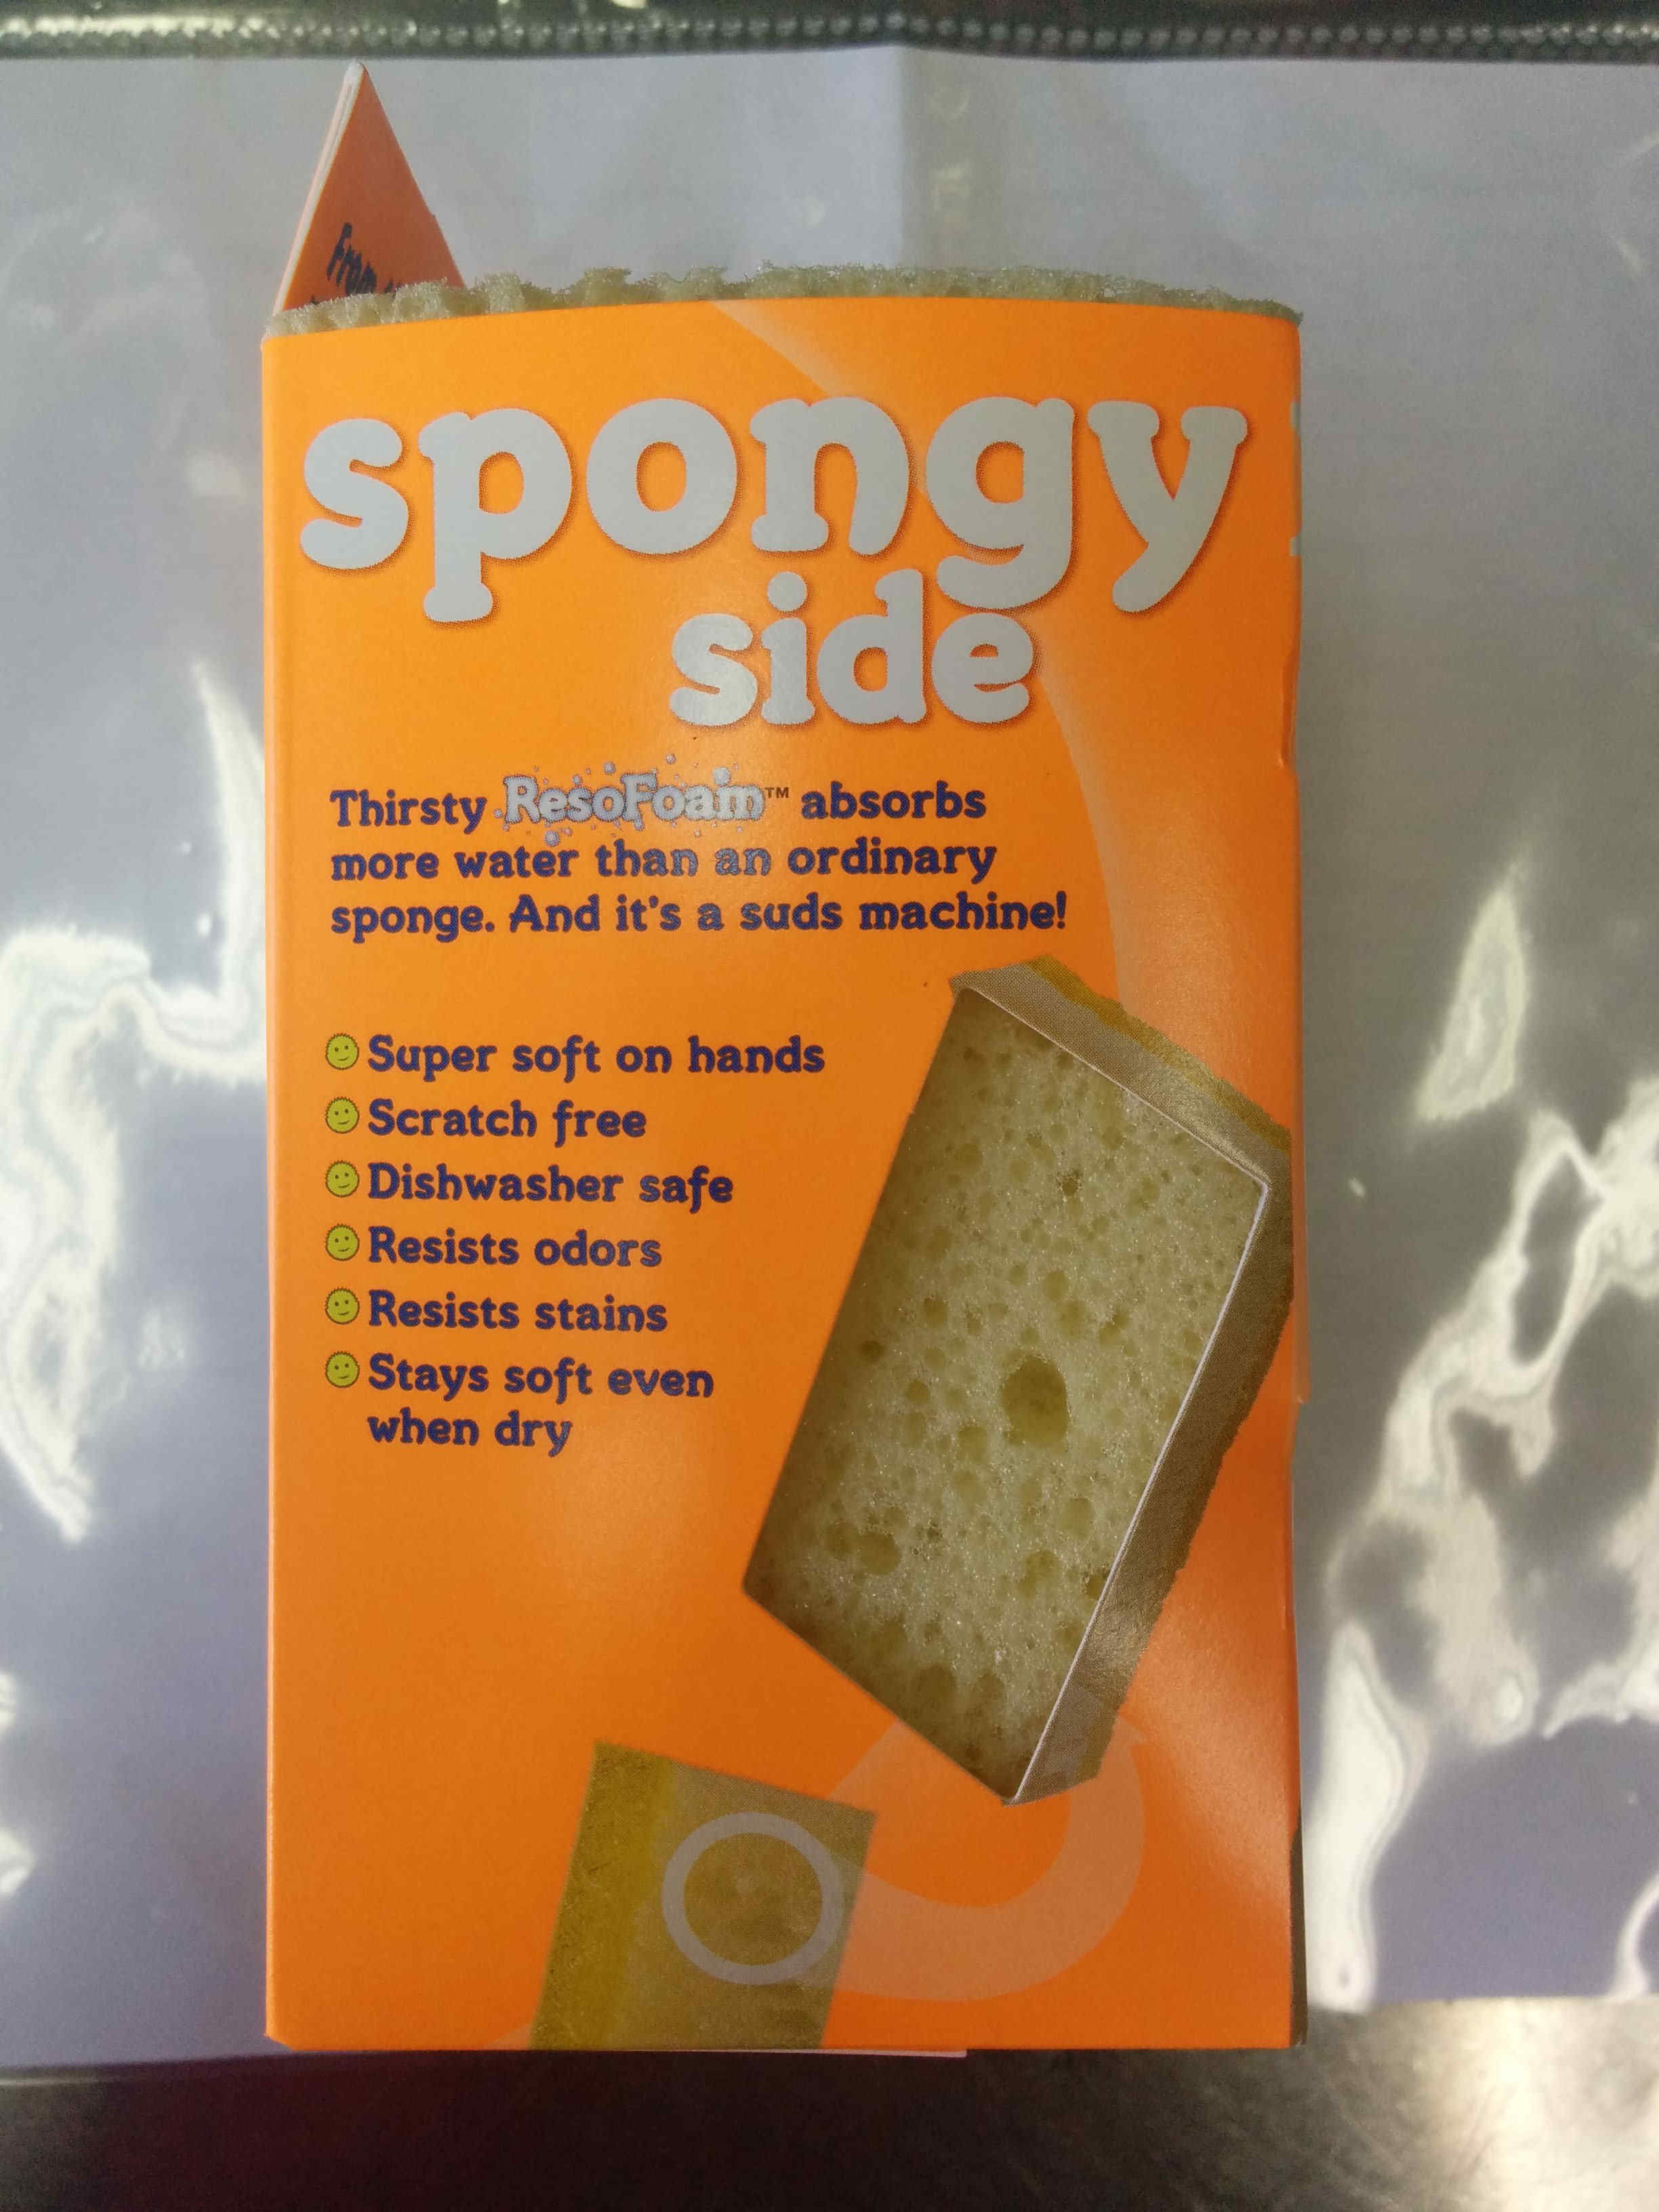 From
spongy
side
Thirsty ResoFoam™ absorbs
more water than an ordinary
sponge. And it's a suds machine!
Super soft on hands
Scratch free
Dishwasher safe
Resists odors
Resists stains
Stays soft even
when dry